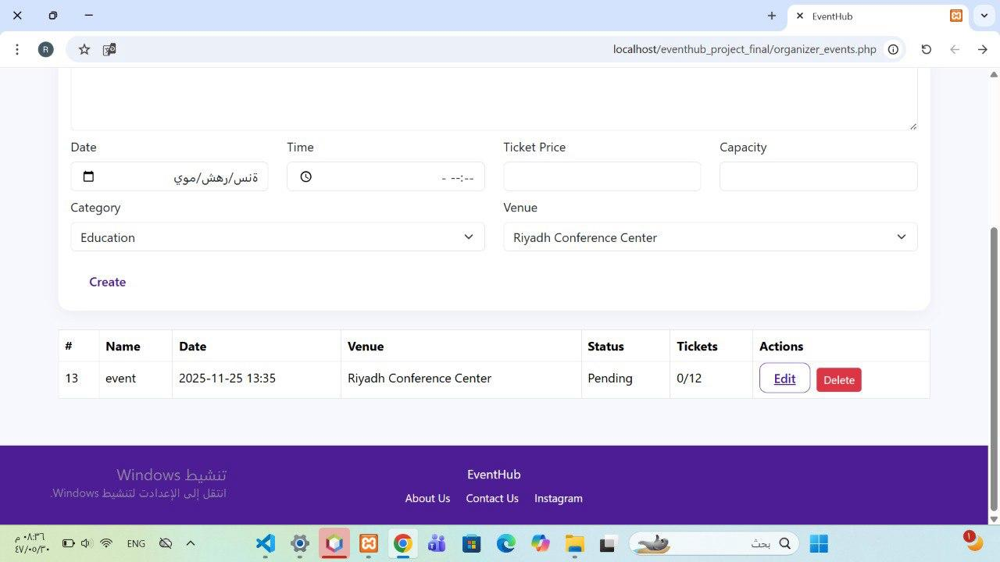 EventHub
localhost/eventhub_project_final/organizer_events.php
R
Date
Time
Ticket Price
Capacity
ةنس/رهش/موي
- --:--
Category
Venue
Education
Riyadh Conference Center
Create
# Name Date Venue Status Tickets Actions
13 event 2025-11-25 13:35 Riyadh Conference Center Pending 0/12 Edit Delete
تنشيط Windows
انتقل إلى الإعدادت لتنشيط Windows.
EventHub
About Us Contact Us Instagram
٠٨:٣٦ م
٤٧/٠٥/٣٠
ENG
بحث
1